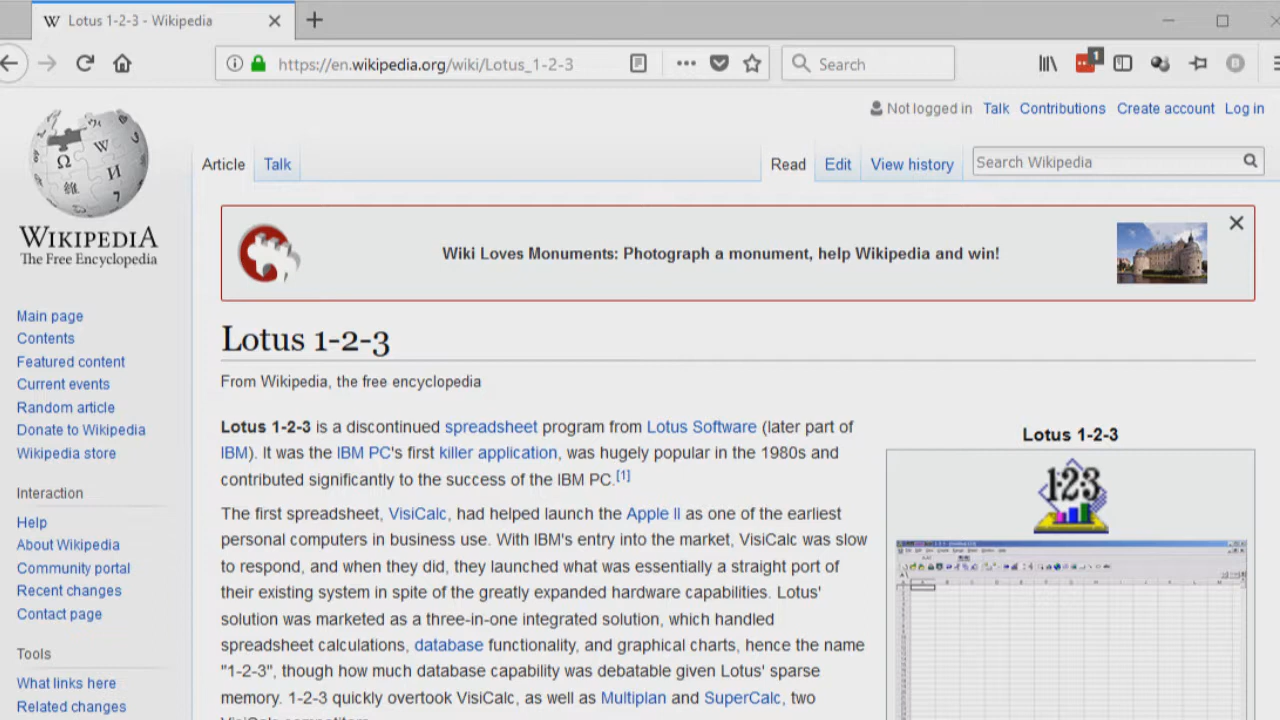 Lotus 1-2-3 - Wikipedia
https://en.wikipedia.org/wiki/Lotus_1-2-3
Search
1
Not logged in Talk Contributions Create account Log in
Article Talk Read Edit View history Search Wikipedia
WIKIPEDIA
The Free Encyclopedia
Wiki Loves Monuments: Photograph a monument, help Wikipedia and win!
Main page
Contents
Featured content
Current events
Random article
Donate to Wikipedia
Wikipedia store
Interaction
Help
About Wikipedia
Community portal
Recent changes
Contact page
Tools
What links here
Related changes
Lotus 1-2-3
From Wikipedia, the free encyclopedia
Lotus 1-2-3 is a discontinued spreadsheet program from Lotus Software (later part of
IBM). It was the IBM PC's first killer application, was hugely popular in the 1980s and
contributed significantly to the success of the IBM PC.[1]
The first spreadsheet, VisiCalc, had helped launch the Apple II as one of the earliest
personal computers in business use. With IBM's entry into the market, VisiCalc was slow
to respond, and when they did, they launched what was essentially a straight port of
their existing system in spite of the greatly expanded hardware capabilities. Lotus'
solution was marketed as a three-in-one integrated solution, which handled
spreadsheet calculations, database functionality, and graphical charts, hence the name
"1-2-3", though how much database capability was debatable given Lotus' sparse
memory. 1-2-3 quickly overtook VisiCalc, as well as Multiplan and SuperCalc, two
Lotus 1-2-3
1·2·3